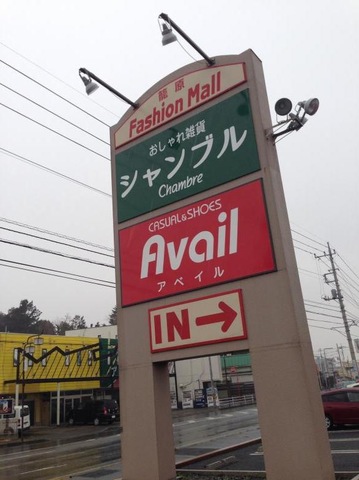 籠原
Fashion Mall
おしゃれ雑貨
シャンブル
Chambre
CASUAL & SHOES
Avail
アベイル
IN→